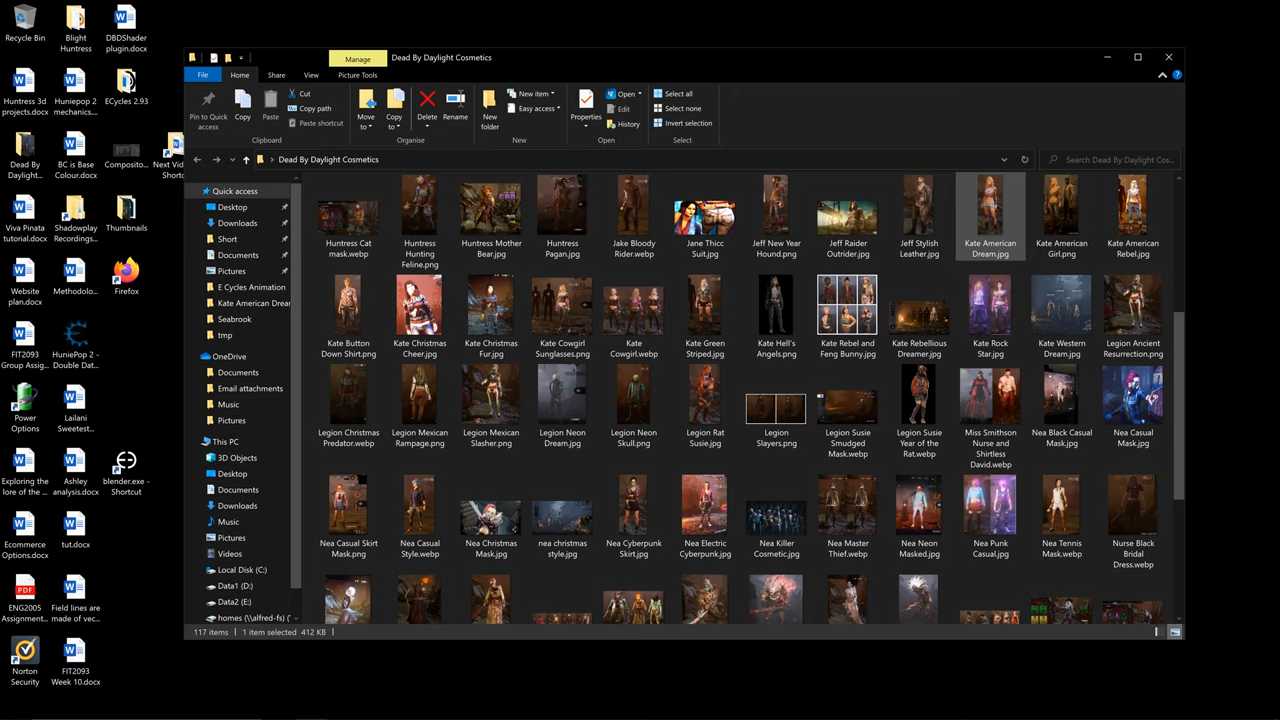 Recycle Bin
Blight
Huntress
DBDShader
plugin.docx
Huntress 3d
projects.docx
Huniepop 2
mechanics...
ECycles 2.93
Dead By
Daylight...
BC is Base
Colour.docx
Composito...
Next Vid
Shortc
Viva Pinata
tutorial.docx
Shadowplay
Recordings...
Thumbnails
Website
plan.docx
Methodolo...
Firefox
FIT2093
Group Assig...
HuniePop 2
- Double Dat...
Power
Options
Lailani
Sweetest...
Exploring the
lore of the ...
Ashley
analysis.docx
blender.exe -
Shortcut
Ecommerce
Options.docx
tut.docx
ENG2005
Assignment...
Field lines are
made of vec...
Norton
Security
FIT2093
Week 10.docx
Manage
Dead By Daylight Cosmetics
File
Home
Share
View
Picture Tools
Pin to Quick
access
Copy
Paste
Cut
Copy path
Paste shortcut
Clipboard
Move
to
Copy
to
Delete
Rename
Organise
New
folder
New item
Easy access
New
Properties
Open
Edit
History
Open
Select all
Select none
Invert selection
Select
Dead By Daylight Cosmetics
Search Dead By Daylight Cos...
Quick access
Desktop
Downloads
Short
Documents
Pictures
E Cycles Animation
Kate American Drear
Seabrook
tmp
OneDrive
Documents
Email attachments
Music
Pictures
This PC
3D Objects
Desktop
Documents
Downloads
Music
Pictures
Videos
Local Disk (C:)
Data1 (D:)
Data2 (E:)
homes (\\alfred-fs) ('
Huntress Cat
mask.webp
Huntress
Hunting
Feline.png
Huntress Mother
Bear.jpg
Huntress
Pagan.jpg
Jake Bloody
Rider.webp
Jane Thicc
Suit.jpg
Jeff New Year
Hound.png
Jeff Raider
Outrider.jpg
Jeff Stylish
Leather.jpg
Kate American
Dream.jpg
Kate American
Girl.png
Kate American
Rebel.jpg
Kate Button
Down Shirt.png
Kate Christmas
Cheer.jpg
Kate Christmas
Fur.jpg
Kate Cowgirl
Sunglasses.png
Kate
Cowgirl.webp
Kate Green
Striped.jpg
Kate Hell's
Angels.png
Kate Rebel and
Feng Bunny.jpg
Kate Rebellious
Dreamer.jpg
Kate Rock
Star.jpg
Kate Western
Dream.jpg
Legion Ancient
Resurrection.png
Legion Christmas
Predator.webp
Legion Mexican
Rampage.png
Legion Mexican
Slasher.png
Legion Neon
Dream.jpg
Legion Neon
Skull.png
Legion Rat
Susie.jpg
Legion
Slayers.png
Legion Susie
Smudged
Mask.webp
Legion Susie
Year of the
Rat.webp
Miss Smithson
Nurse and
Shirtless
David.webp
Nea Black Casual
Mask.jpg
Nea Casual
Mask.jpg
Nea Casual Skirt
Mask.png
Nea Casual
Style.webp
Nea Christmas
Mask.jpg
nea christmas
style.jpg
Nea Cyberpunk
Skirt.jpg
Nea Electric
Cyberpunk.jpg
Nea Killer
Cosmetic.jpg
Nea Master
Thief.webp
Nea Neon
Masked.jpg
Nea Punk
Casual.jpg
Nea Tennis
Mask.webp
Nurse Black
Bridal
Dress.webp
117 items
1 item selected 412 KB